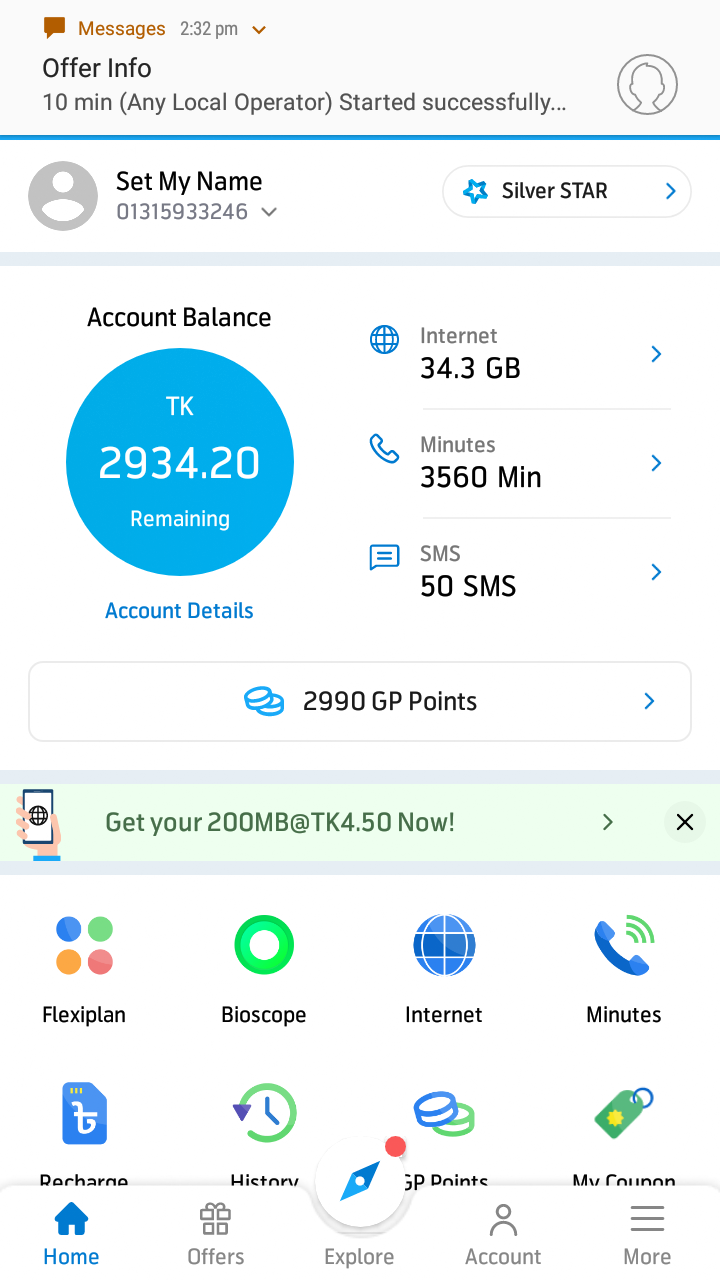 Messages 2:32 pm
Offer Info
10 min (Any Local Operator) Started successfully...
Set My Name
01315933246
Silver STAR
Account Balance
TK
2934.20
Remaining
Account Details
Internet
34.3 GB
Minutes
3560 Min
SMS
50 SMS
2990 GP Points
Get your 200MB@TK4.50 Now!
Flexiplan
Bioscope
Internet
Minutes
৳
Recharge
History
GP Points
My Coupon
Home
Offers
Explore
Account
More